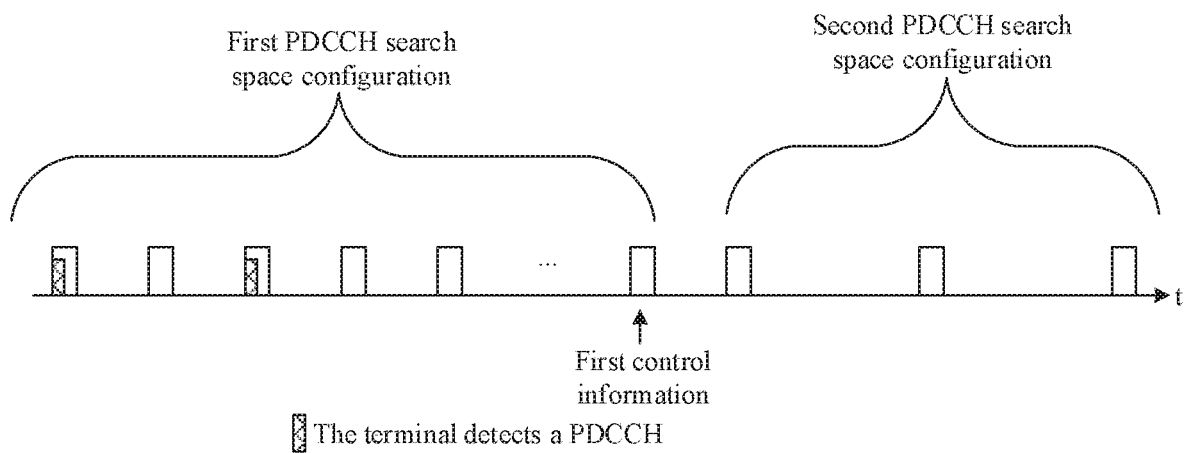 First PDCCH search
space configuration
Second PDCCH search
space configuration
...
t
First control
information
The terminal detects a PDCCH